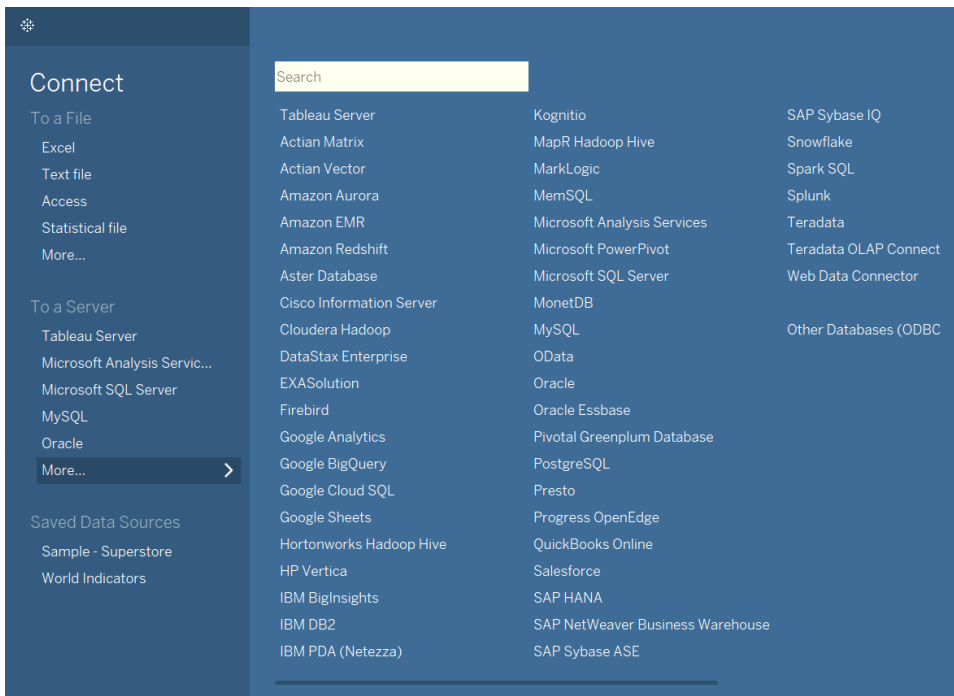 Connect
To a File
Excel
Text file
Access
Statistical file
More...
To a Server
Tableau Server
Microsoft Analysis Servic...
Microsoft SQL Server
MySQL
Oracle
More...
Saved Data Sources
Sample - Superstore
World Indicators
Search
Tableau Server
Actian Matrix
Actian Vector
Amazon Aurora
Amazon EMR
Amazon Redshift
Aster Database
Cisco Information Server
Cloudera Hadoop
DataStax Enterprise
EXASolution
Firebird
Google Analytics
Google BigQuery
Google Cloud SQL
Google Sheets
Hortonworks Hadoop Hive
HP Vertica
IBM BigInsights
IBM DB2
IBM PDA (Netezza)
Kognitio
MapR Hadoop Hive
MarkLogic
MemSQL
Microsoft Analysis Services
Microsoft PowerPivot
Microsoft SQL Server
MonetDB
MySQL
OData
Oracle
Oracle Essbase
Pivotal Greenplum Database
PostgreSQL
Presto
Progress OpenEdge
QuickBooks Online
Salesforce
SAP HANA
SAP NetWeaver Business Warehouse
SAP Sybase ASE
SAP Sybase IQ
Snowflake
Spark SQL
Splunk
Teradata
Teradata OLAP Connect
Web Data Connector
Other Databases (ODBC